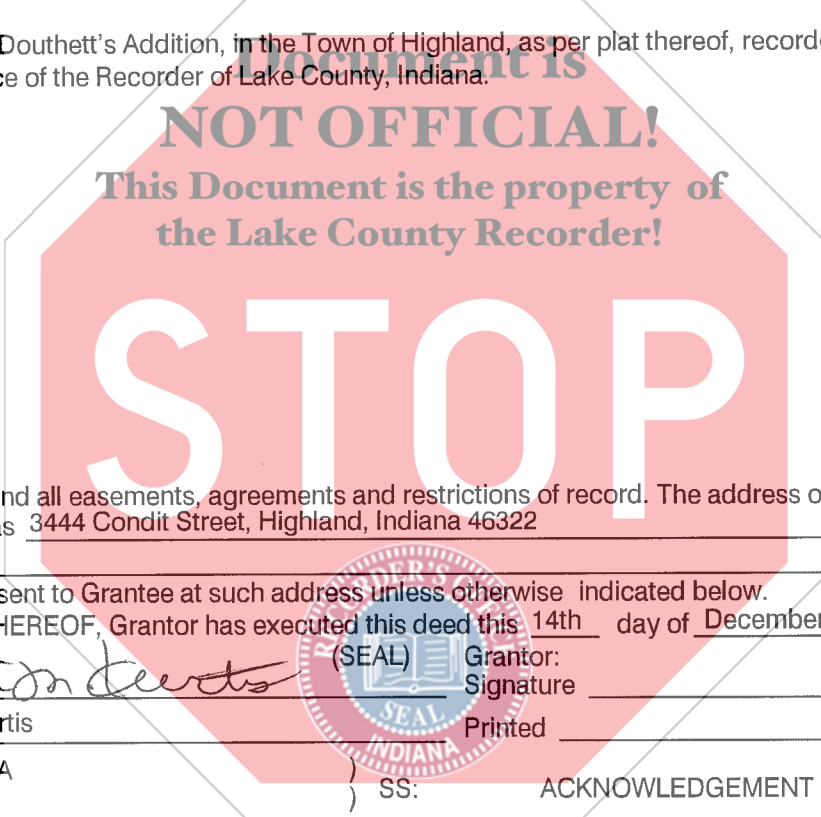 Douthett's Addition, in the Town of Highland, as per plat thereof, record
ce of the Recorder of Lake County, Indiana.
Document is
NOT OFFICIAL!
This Document is the property of
the Lake County Recorder!
STOP
nd all easements, agreements and restrictions of record. The address o
as 3444 Condit Street, Highland, Indiana 46322
sent to Grantee at such address unless otherwise indicated below.
HEREOF, Grantor has executed this deed this 14th day of December
(SEAL) Grantor:
Signature
rtis
Printed
RECORDER'S OFFICE
SEAL
INDIANA
A
) SS: ACKNOWLEDGEMENT
)